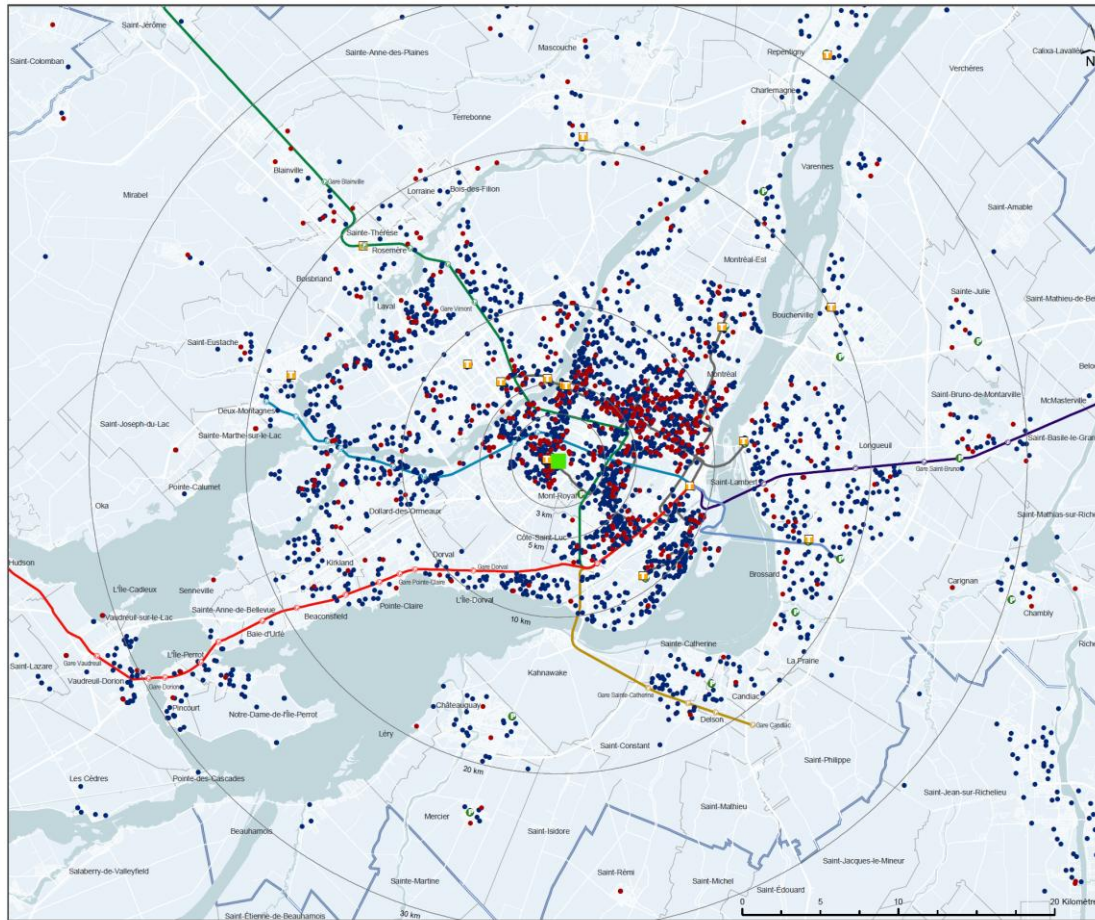 Saint-Jérôme
Saint-Colomban
Sainte-Anne-des-Plaines
Mascouche
Repentigny
Calixa-Lavallée
N
Verchères
Charlemagne
Terrebonne
Varennes
Blainville
Gare Blainville
Mirabel
Lorraine
Bois-des-Filion
Saint-Amable
Sainte-Thérèse
Rosemère
Montréal-Est
Boisbriand
Sainte-Julie
Laval
Gare Vimont
Boucherville
Saint-Mathieu-de-Bel
Saint-Eustache
Montréal
Belo
Saint-Bruno-de-Montarville
McMasterville
Deux-Montagnes
Saint-Joseph-du-Lac
Sainte-Marthe-sur-le-Lac
Longueuil
Saint-Basile-le-Gran
Gare Saint-Bruno
Pointe-Calumet
Saint-Lambert
Mont-Royal
Oka
Dollard-des-Ormeaux
3 km
Saint-Mathias-sur-Riche
Côte-Saint-Luc
5 km
Hudson
Dorval
Gare Dorval
Kirkland
Gare Pointe-Claire
Brossard
L'Île-Cadieux
Senneville
Carignan
Sainte-Anne-de-Bellevue
Beaconsfield
Pointe-Claire
L'Île-Dorval
Chambly
Vaudreuil-sur-le-Lac
Baie-d'Urfé
10 km
Riche
Sainte-Catherine
L'Île-Perrot
La Prairie
Saint-Lazare
Gare Vaudreuil
Kahnawake
Vaudreuil-Dorion
Gare Dorion
Gare Sainte-Catherine
Candiac
Pincourt
Notre-Dame-de-l'Île-Perrot
Châteauguay
Delson
Gare Candiac
Léry
Saint-Constant
Saint-Philippe
20 km
Les Cèdres
Pointe-des-Cascades
Saint-Jean-sur-Richelieu
Saint-Mathieu
Mercier
Beauharnois
Saint-Isidore
Saint-Jacques-le-Mineur
Salaberry-de-Valleyfield
Sainte-Martine
Saint-Rémi
Saint-Michel
Saint-Édouard
Saint-Étienne-de-Beauharnois
30 km
0 5 10 20 Kilomètr